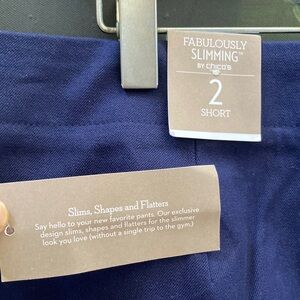 FABULOUSLY
SLIMMING™
BY CHICO'S
2
SHORT
Slims, Shapes and Flatters
Say hello to your new favorite pants. Our exclusive
design slims, shapes and flatters for the slimmer
look you love (without a single trip to the gym.)